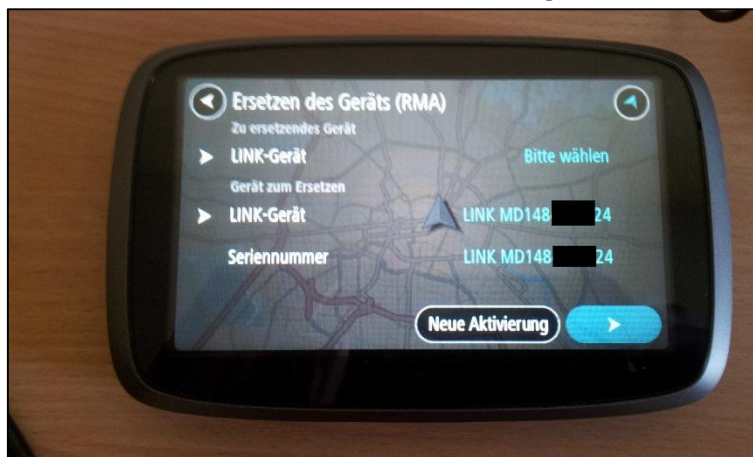 Ersetzen des Geräts (RMA)
Zu ersetzendes Gerät
LINK-Gerät Bitte wählen
Gerät zum Ersetzen
LINK-Gerät LINK MD148 24
Seriennummer LINK MD148 24
Neue Aktivierung